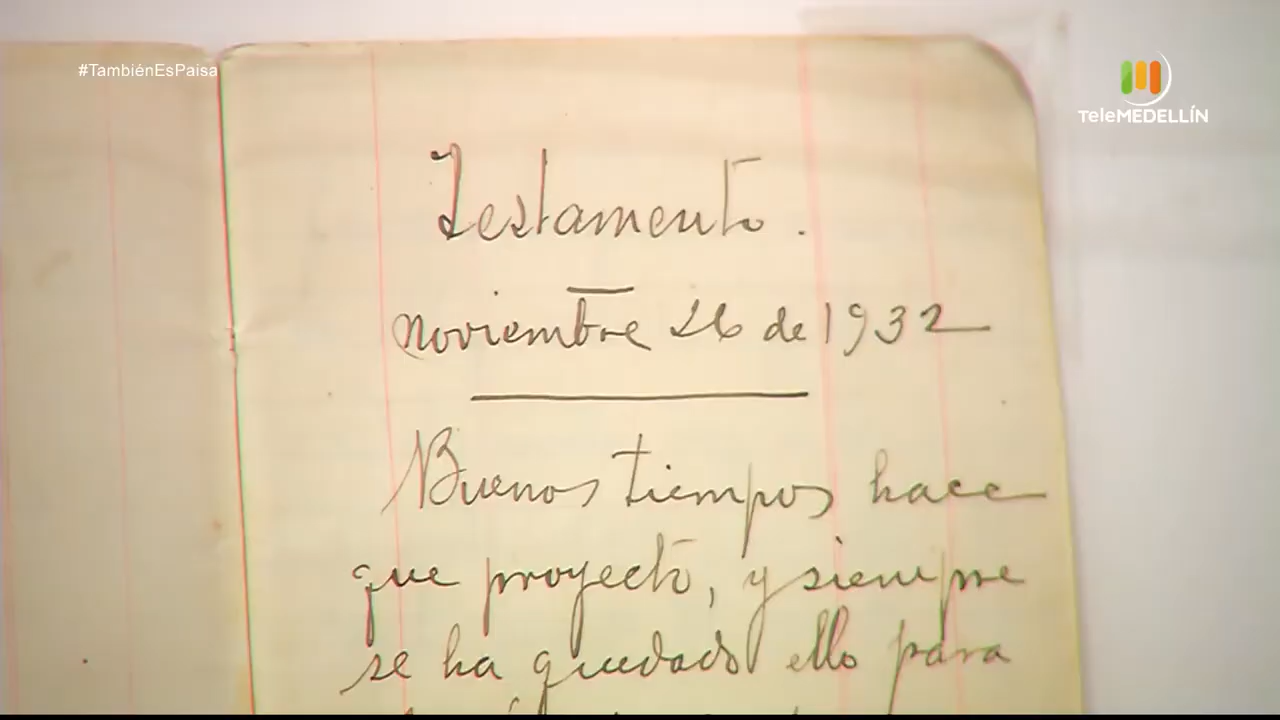 #TambiénEsPaisa
TeleMEDELLÍN
Testamento.
noviembre 26 de 1932
Buenos tiempos hace
que proyecto, y siempre
se ha quedado ello para